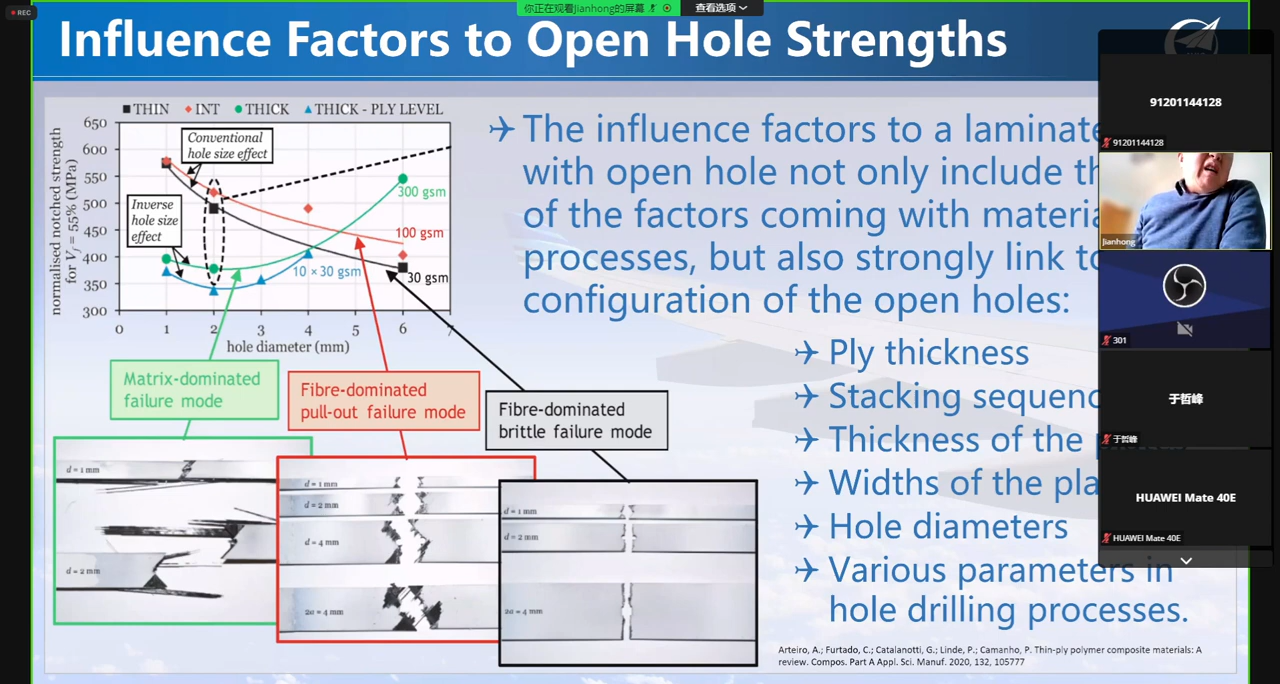 REC
你正在观看Jianhong的屏幕
查看选项
Influence Factors to Open Hole Strengths
THIN INT THICK THICK - PLY LEVEL
normalised notched strength
for Vf = 55% (MPa)
650
600
550
500
450
400
350
300
0 1 2 3 4 5 6 7
hole diameter (mm)
Conventional
hole size effect
Inverse
hole size
effect
300 gsm
100 gsm
10 × 30 gsm
30 gsm
Matrix-dominated
failure mode
Fibre-dominated
pull-out failure mode
Fibre-dominated
brittle failure mode
d = 1 mm
d = 2 mm
d = 1 mm
d = 2 mm
d = 4 mm
2a = 4 mm
d = 1 mm
d = 2 mm
2a = 4 mm
The influence factors to a laminate
with open hole not only include
of the factors coming with
processes, but also strongly link
configuration of the open holes:
Ply thickness
Stacking
Thickness of the
Widths of the
Hole diameters
Various parameters in
hole drilling processes.
Arteiro, A.; Furtado, C.; Catalanotti, G.; Linde, P.; Camanho, P. Thin-ply polymer composite materials: A
review. Compos. Part A Appl. Sci. Manuf. 2020, 132, 105777
91201144128
91201144128
Jianhong
301
于哲峰
于哲峰
HUAWEI Mate 40E
HUAWEI Mate 40E